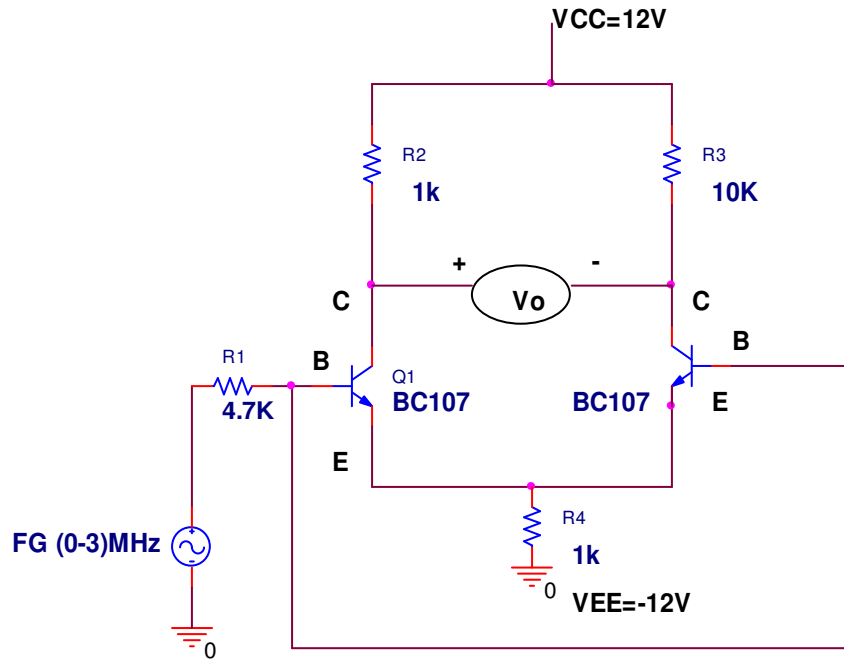 VCC=12V
R2
1k
R3
10K
+
-
C
Vo
C
R1
4.7K
B
Q1
BC107
BC107
B
E
E
FG (0-3)MHz
R4
1k
0
VEE=-12V
0